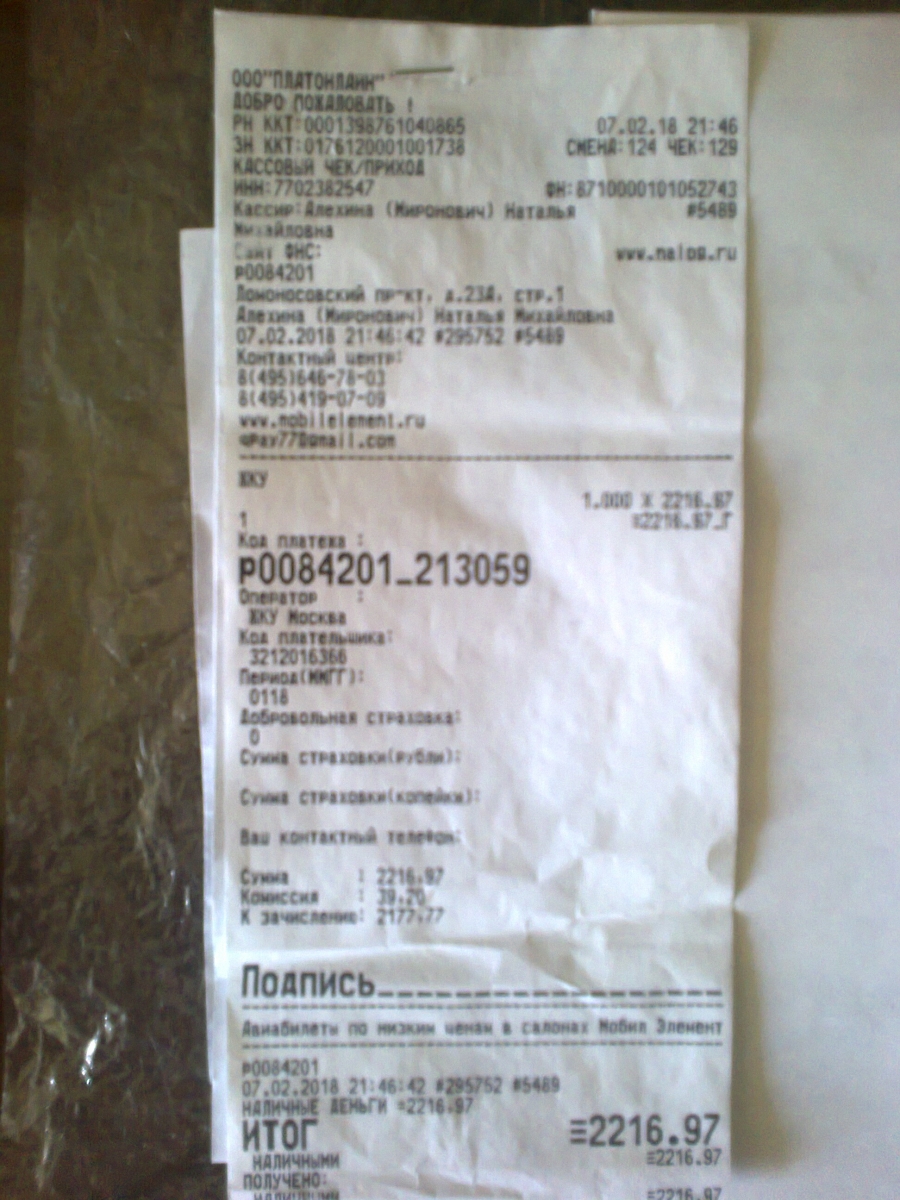 ООО"ПЛАТОНЛАЙН"
ДОБРО ПОЖАЛОВАТЬ !
РН ККТ:0001398761040865 07.02.18 21:46
ЗН ККТ:0176120001001738 СМЕНА:124 ЧЕК:129
КАССОВЫЙ ЧЕК/ПРИХОД
ИНН:7702382547 ФН:8710000101052743
Кассир:Алехина (Миронович) Наталья #5489
Михайловна
Сайт ФНС: www.nalog.ru
p0084201
Ломоносовский пр-кт, д.23А, стр.1
Алехина (Миронович) Наталья Михайловна
07.02.2018 21:46:42 #295752 #5489
Контактный центр:
8(495)646-78-03
8(495)419-07-09
www.mobilelement.ru
qPay77@mail.com
ЖКУ
1.000 X 2216.97
1 ≡2216.97_Г
Код платежа :
p0084201_213059
Оператор :
ЖКУ Москва
Код плательщика:
3212016366
Период(ММГГ):
0118
Добровольная страховка:
0
Сумма страховки(рубли):
Сумма страховки(копейки):
Ваш контактный телефон:
Сумма : 2216.97
Комиссия : 39.20
К зачислению: 2177.77
Подпись____________________
Авиабилеты по низким ценам в салонах Мобил Элемент
p0084201
07.02.2018 21:46:42 #295752 #5489
НАЛИЧНЫЕ ДЕНЬГИ =2216.97
ИТОГ ≡2216.97
НАЛИЧНЫМИ ≡2216.97
ПОЛУЧЕНО:
НАЛИЧНЫМИ ≡2216.97